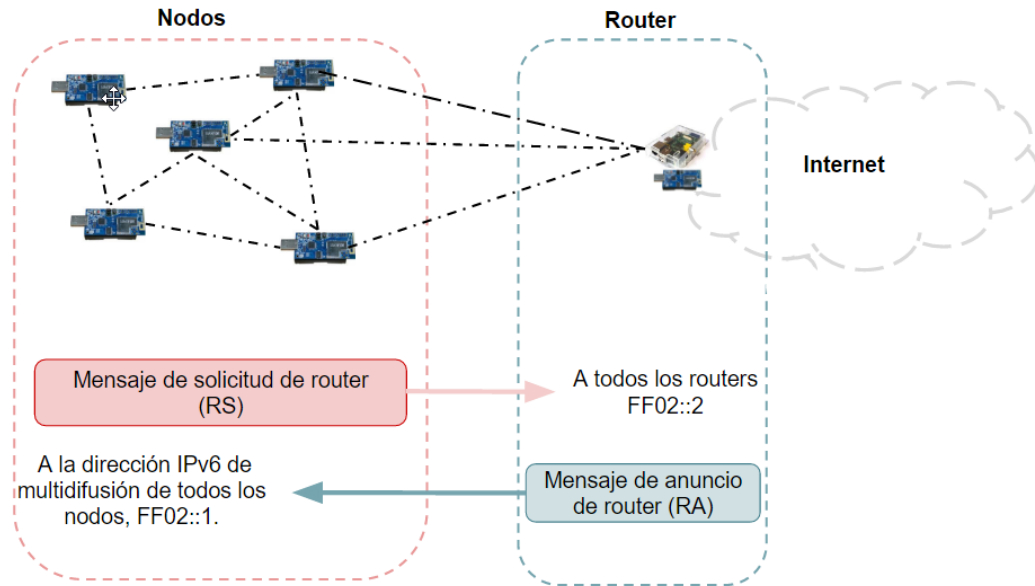 Nodos
Router
Internet
Mensaje de solicitud de router
(RS)
A todos los routers
FF02::2
A la dirección IPv6 de
multidifusión de todos los
nodos, FF02::1.
Mensaje de anuncio
de router (RA)